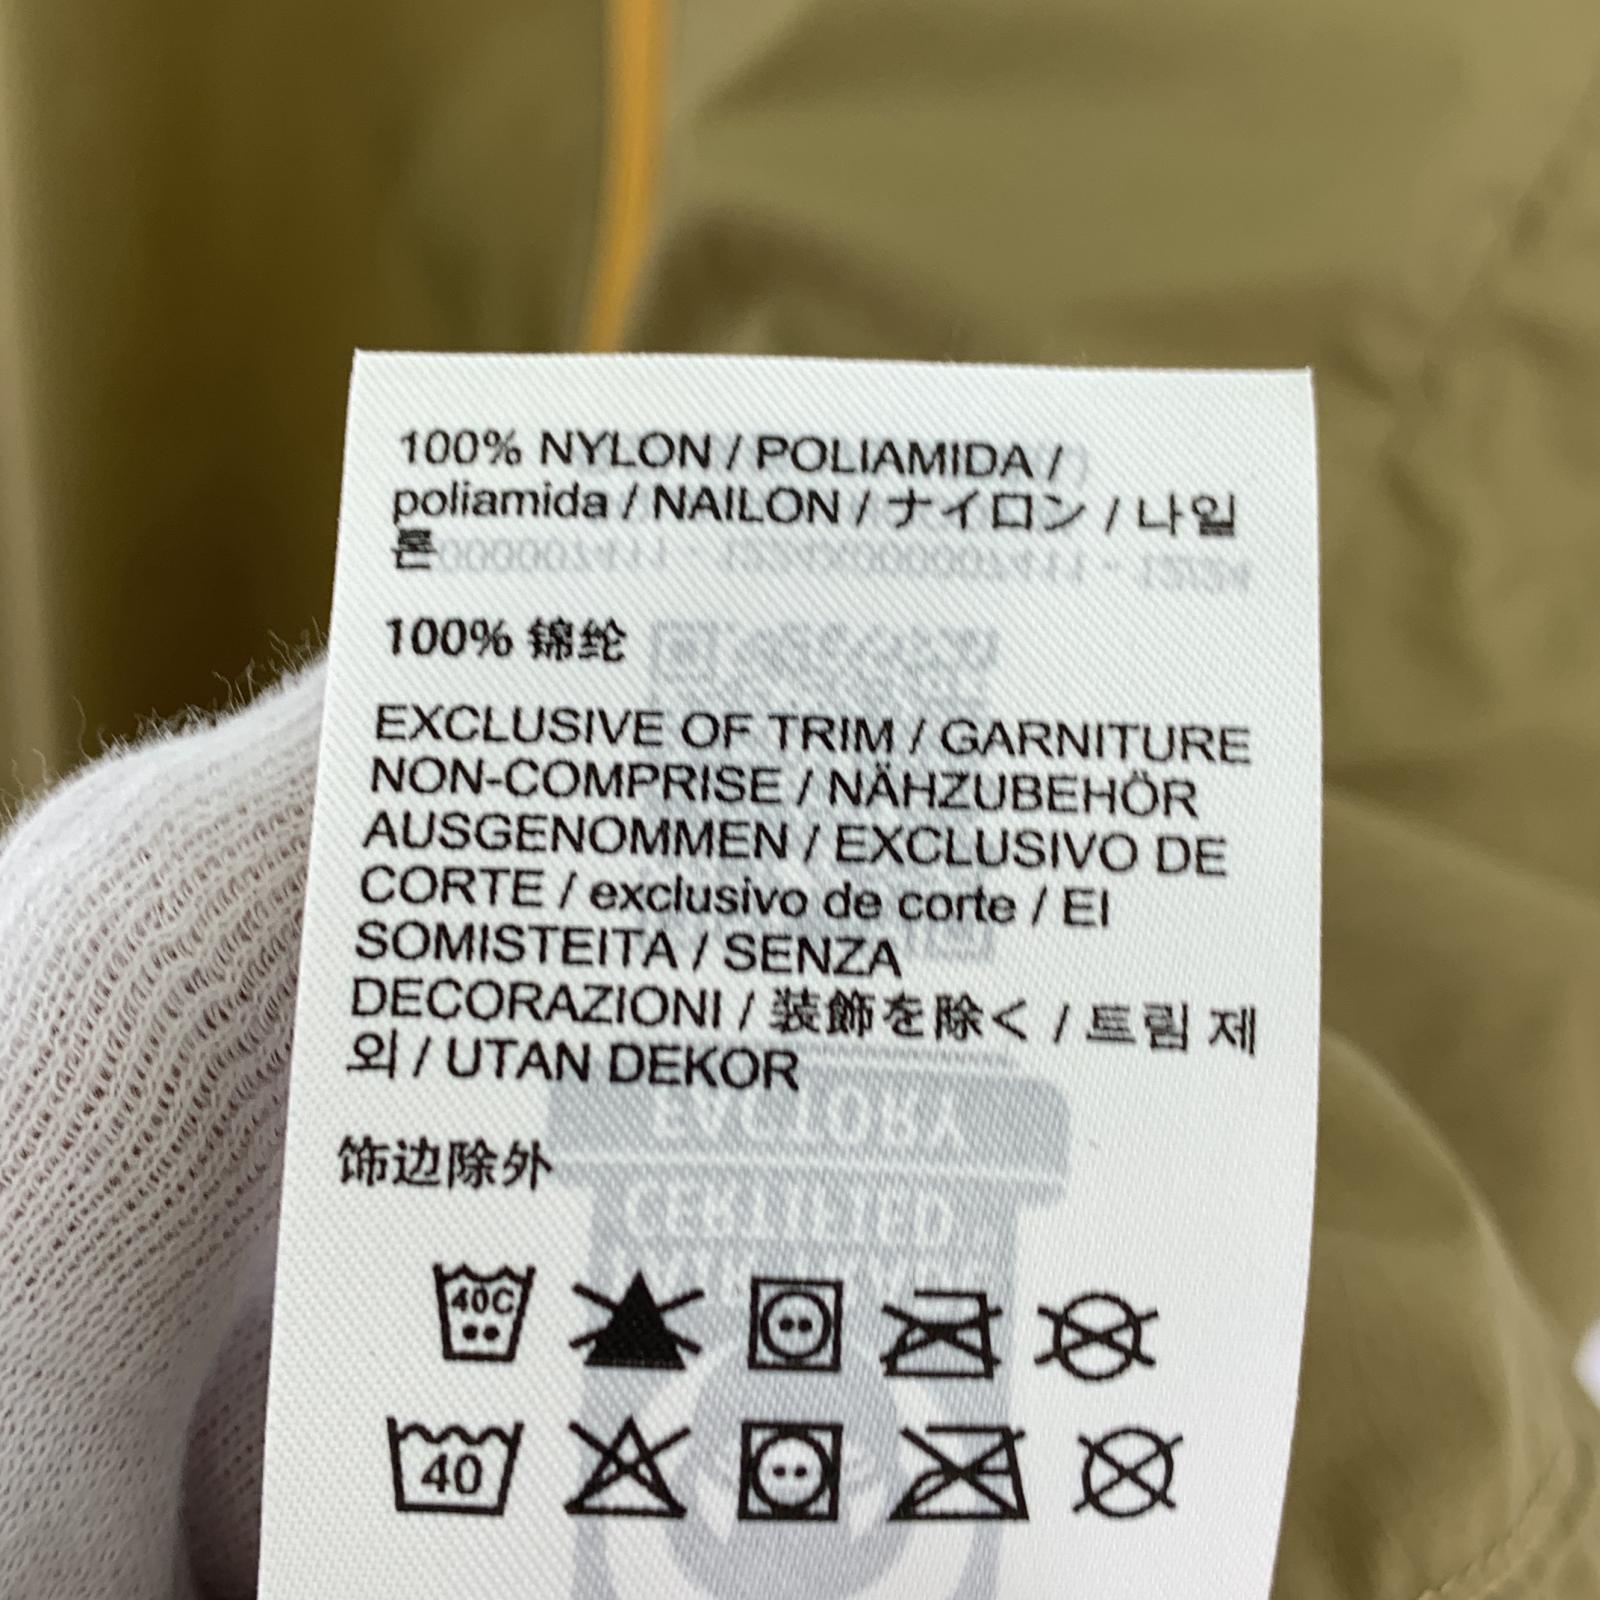 100% NYLON / POLIAMIDA /
poliamida / NAILON / ナイロン / 나일
론
100% 锦纶
EXCLUSIVE OF TRIM / GARNITURE
NON-COMPRISE / NÄHZUBEHÖR
AUSGENOMMEN / EXCLUSIVO DE
CORTE / exclusivo de corte / EI
SOMISTEITA / SENZA
DECORAZIONI / 装飾を除く / 트림 제
외 / UTAN DEKOR
饰边除外
40C
40